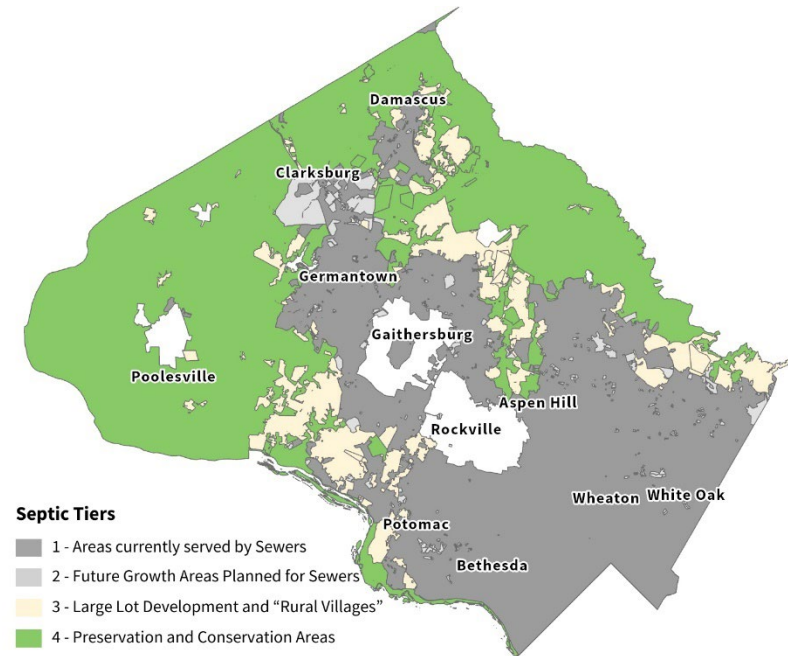 Damascus
Clarksburg
Germantown
Gaithersburg
Poolesville
Aspen Hill
Rockville
Wheaton White Oak
Potomac
Bethesda
Septic Tiers
1 - Areas currently served by Sewers
2 - Future Growth Areas Planned for Sewers
3 - Large Lot Development and “Rural Villages”
4 - Preservation and Conservation Areas